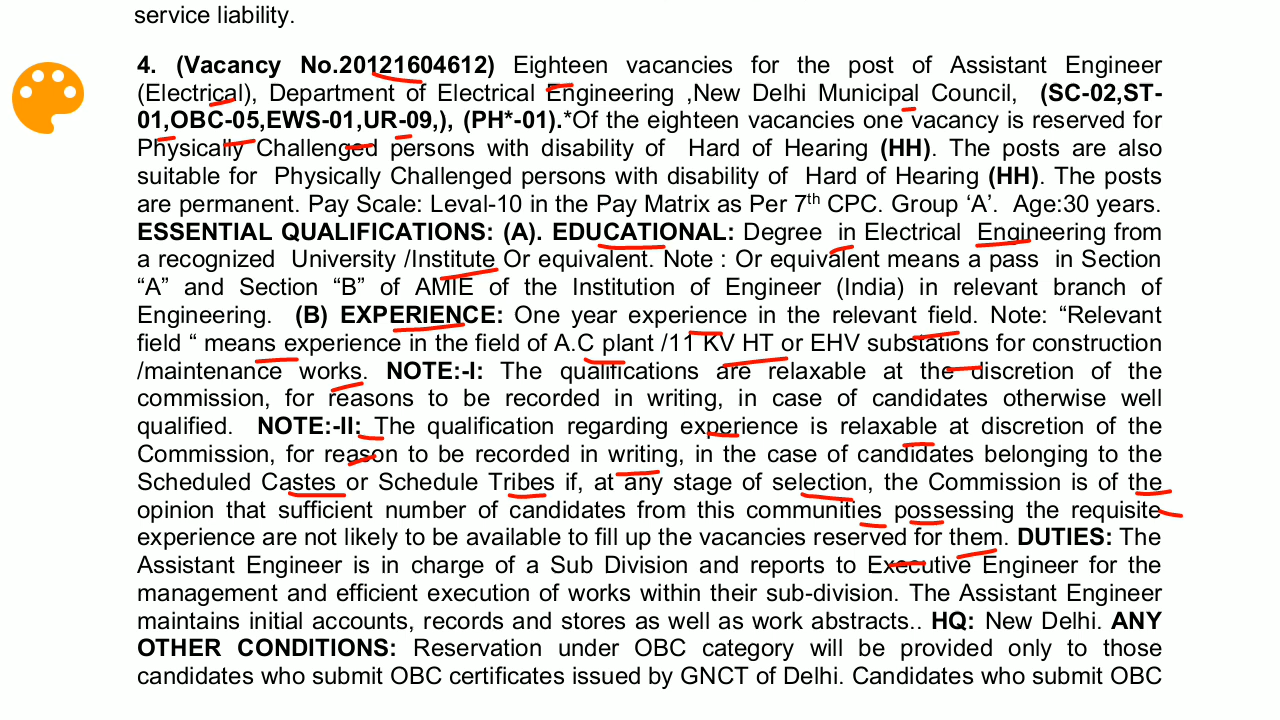 service liability.
4. (Vacancy No.20121604612) Eighteen vacancies for the post of Assistant Engineer
(Electrical), Department of Electrical Engineering ,New Delhi Municipal Council, (SC-02,ST-
01,OBC-05,EWS-01,UR-09,), (PH*-01).*Of the eighteen vacancies one vacancy is reserved for
Physically Challenged persons with disability of Hard of Hearing (HH). The posts are also
suitable for Physically Challenged persons with disability of Hard of Hearing (HH). The posts
are permanent. Pay Scale: Leval-10 in the Pay Matrix as Per 7th CPC. Group ‘A’. Age:30 years.
ESSENTIAL QUALIFICATIONS: (A). EDUCATIONAL: Degree in Electrical Engineering from
a recognized University /Institute Or equivalent. Note : Or equivalent means a pass in Section
“A” and Section “B” of AMIE of the Institution of Engineer (India) in relevant branch of
Engineering. (B) EXPERIENCE: One year experience in the relevant field. Note: “Relevant
field “ means experience in the field of A.C plant /11 KV HT or EHV substations for construction
/maintenance works. NOTE:-I: The qualifications are relaxable at the discretion of the
commission, for reasons to be recorded in writing, in case of candidates otherwise well
qualified. NOTE:-II: The qualification regarding experience is relaxable at discretion of the
Commission, for reason to be recorded in writing, in the case of candidates belonging to the
Scheduled Castes or Schedule Tribes if, at any stage of selection, the Commission is of the
opinion that sufficient number of candidates from this communities possessing the requisite
experience are not likely to be available to fill up the vacancies reserved for them. DUTIES: The
Assistant Engineer is in charge of a Sub Division and reports to Executive Engineer for the
management and efficient execution of works within their sub-division. The Assistant Engineer
maintains initial accounts, records and stores as well as work abstracts.. HQ: New Delhi. ANY
OTHER CONDITIONS: Reservation under OBC category will be provided only to those
candidates who submit OBC certificates issued by GNCT of Delhi. Candidates who submit OBC